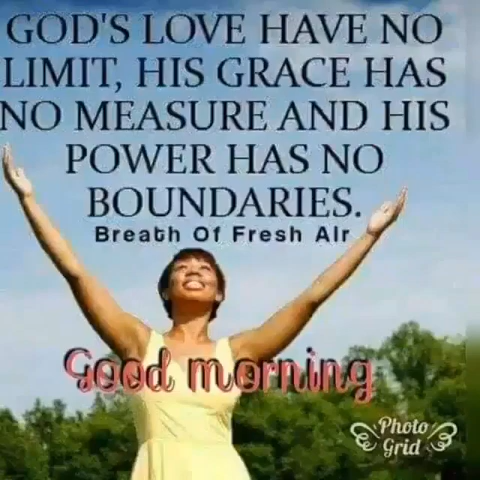 GOD'S LOVE HAVE NO
LIMIT, HIS GRACE HAS
NO MEASURE AND HIS
POWER HAS NO
BOUNDARIES.
Breath Of Fresh Air
Good morning
Photo
Grid